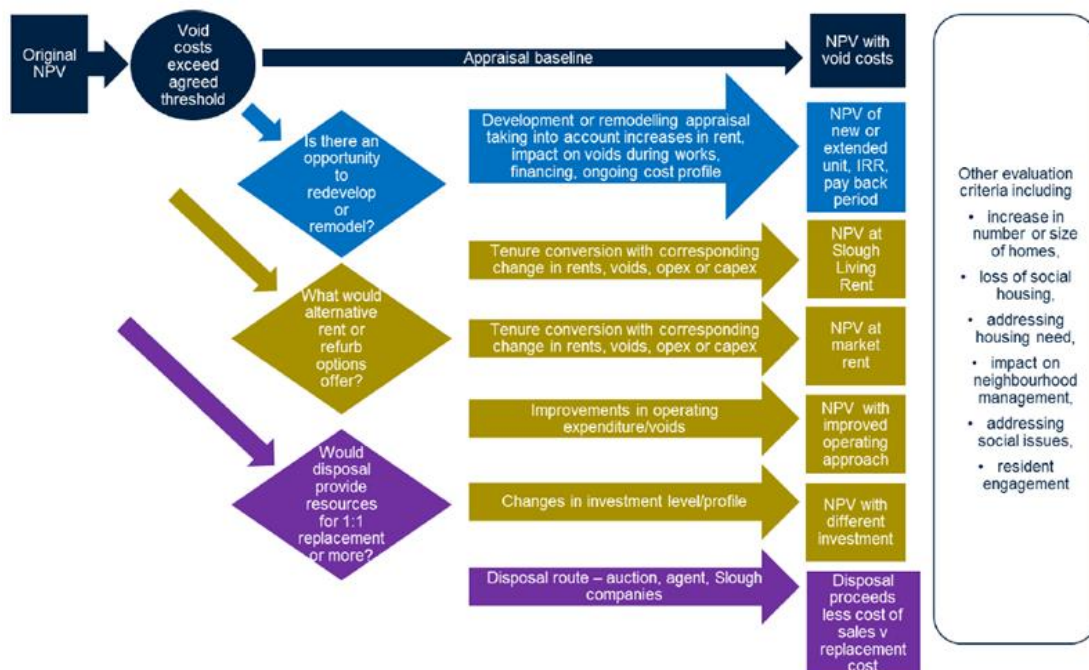 Original
NPV
Void
costs
exceed
agreed
threshold
Appraisal baseline
NPV with
void costs
Is there an
opportunity
to
redevelop
or
remodel?
Development or remodelling appraisal
taking into account increases in rent,
impact on voids during works,
financing, ongoing cost profile
NPV of
new or
extended
unit, IRR,
pay back
period
What would
alternative
rent or
refurb
options
offer?
Tenure conversion with corresponding
change in rents, voids, opex or capex
NPV at
Slough
Living
Rent
Tenure conversion with corresponding
change in rents, voids, opex or capex
NPV at
market
rent
Improvements in operating
expenditure/voids
NPV with
improved
operating
approach
Changes in investment level/profile
NPV with
different
investment
Would
disposal
provide
resources
for 1:1
replacement
or more?
Disposal route – auction, agent, Slough
companies
Disposal
proceeds
less cost of
sales v
replacement
cost
Other evaluation
criteria including
• increase in
number or size
of homes,
• loss of social
housing,
• addressing
housing need,
• impact on
neighbourhood
management,
• addressing
social issues,
• resident
engagement